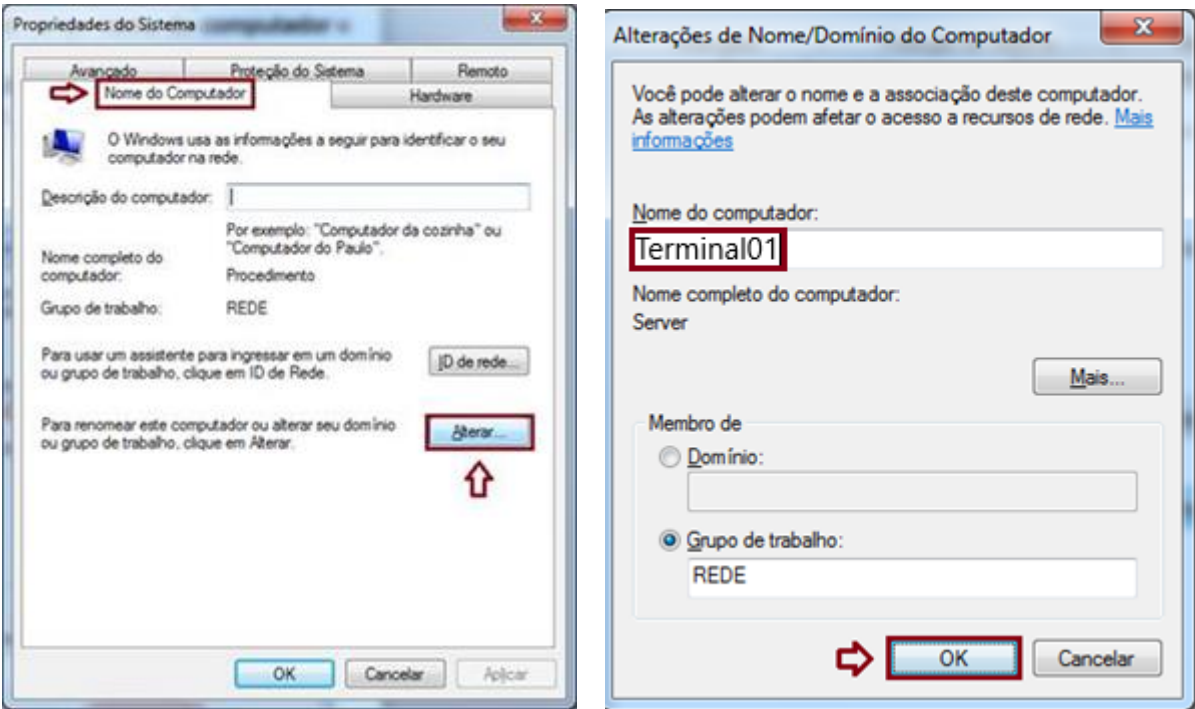 Propriedades do Sistema
Avançado Proteção do Sistema Remoto
Nome do Computador Hardware
O Windows usa as informações a seguir para identificar o seu
computador na rede.
Descrição do computador:
Por exemplo: "Computador da cozinha" ou
"Computador do Paulo".
Nome completo do
computador: Procedimento
Grupo de trabalho: REDE
Para usar um assistente para ingressar em um domínio
ou grupo de trabalho, clique em ID de Rede.
ID de rede...
Para renomear este computador ou alterar seu domínio
ou grupo de trabalho, clique em Alterar.
Alterar...
OK Cancelar Aplicar
Alterações de Nome/Domínio do Computador
Você pode alterar o nome e a associação deste computador.
As alterações podem afetar o acesso a recursos de rede. Mais
informações
Nome do computador:
Terminal01
Nome completo do computador:
Server
Mais...
Membro de
Domínio:
Grupo de trabalho:
REDE
OK Cancelar